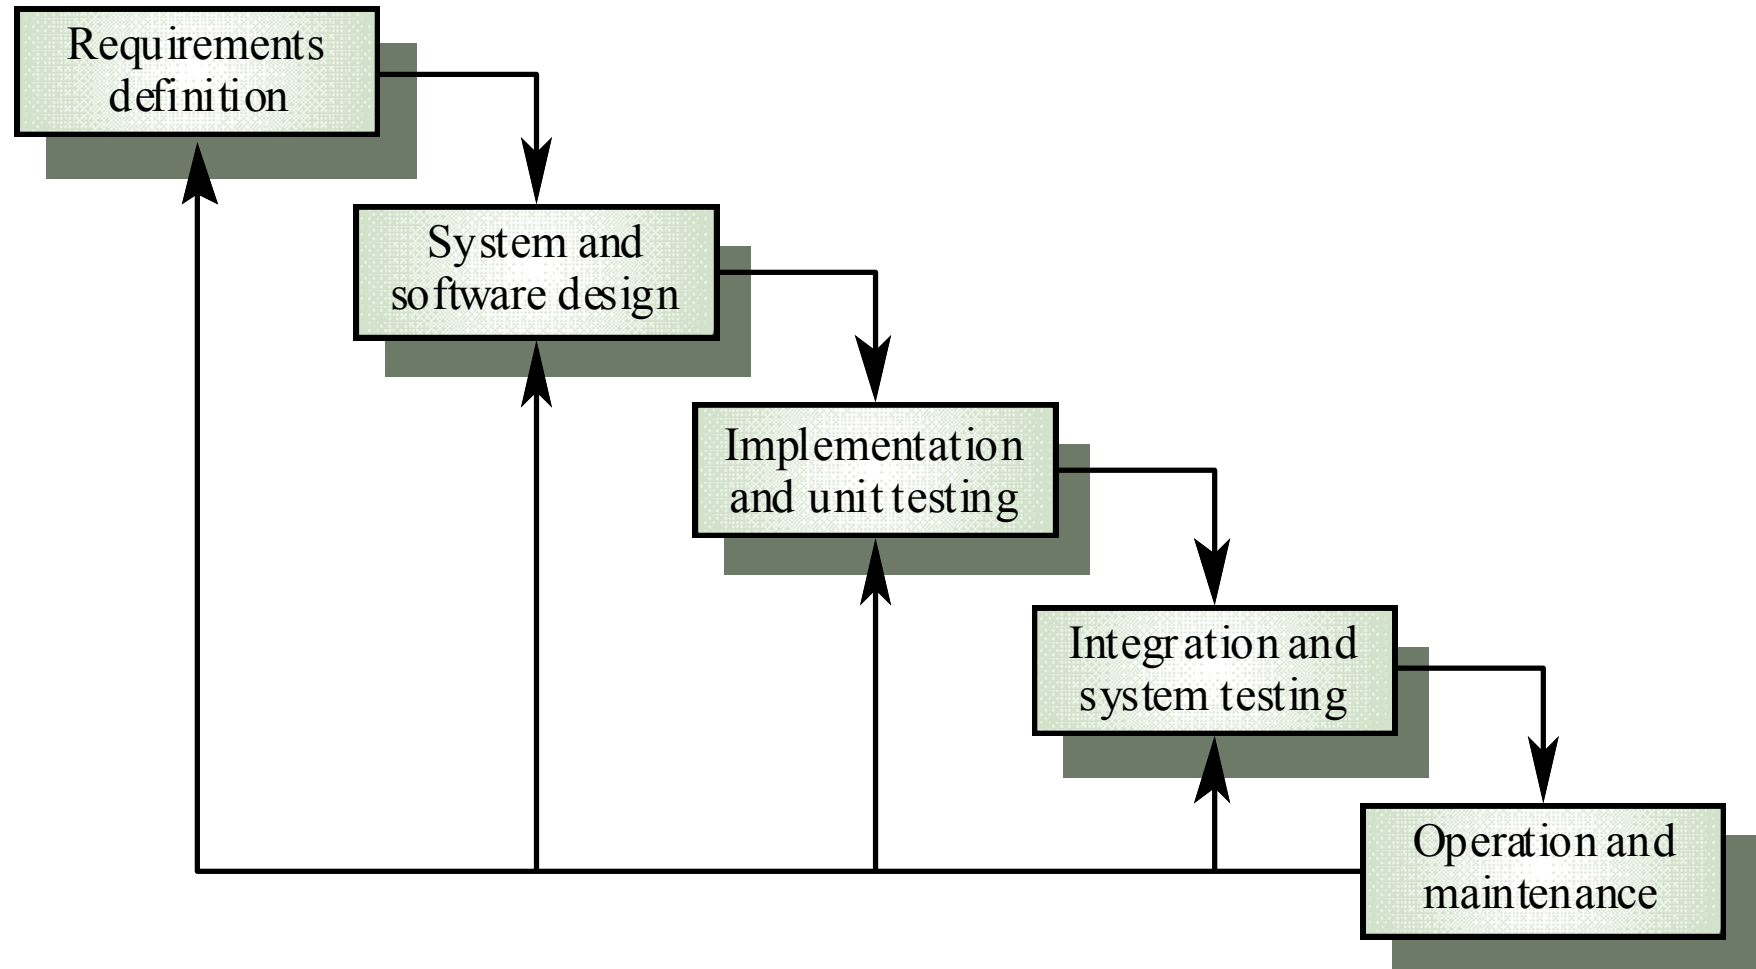 Requirements
definition
System and
software design
Implementation
and unit testing
Integration and
system testing
Operation and
maintenance